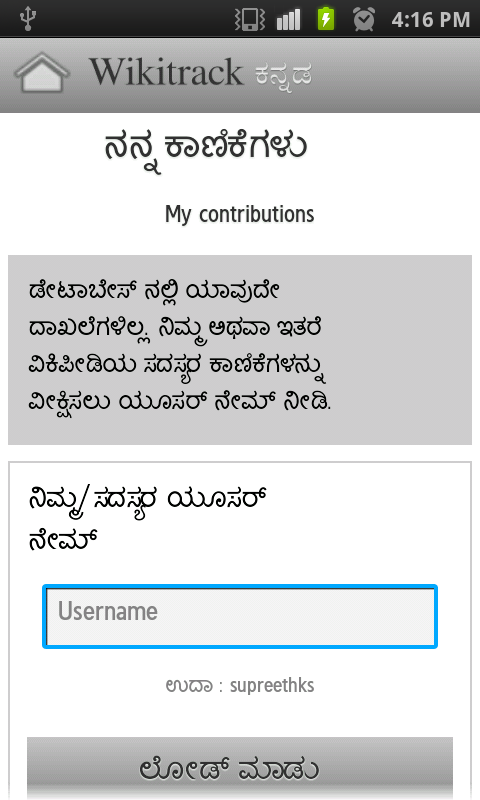 4:16 PM
Wikitrack ಕನ್ನಡ
ನನ್ನ ಕಾಣಿಕೆಗಳು
My contributions
ಡೇಟಾಬೇಸ್ ನಲ್ಲಿ ಯಾವುದೇ
ದಾಖಲೆಗಳಿಲ್ಲ. ನಿಮ್ಮ ಅಥವಾ ಇತರೆ
ವಿಕಿಪೀಡಿಯ ಸದಸ್ಯರ ಕಾಣಿಕೆಗಳನ್ನು
ವೀಕ್ಷಿಸಲು ಯೂಸರ್ ನೇಮ್ ನೀಡಿ.
ನಿಮ್ಮ/ಸದಸ್ಯರ ಯೂಸರ್
ನೇಮ್
Username
ಉದಾ : supreethks
ಲೋಡ್ ಮಾಡು